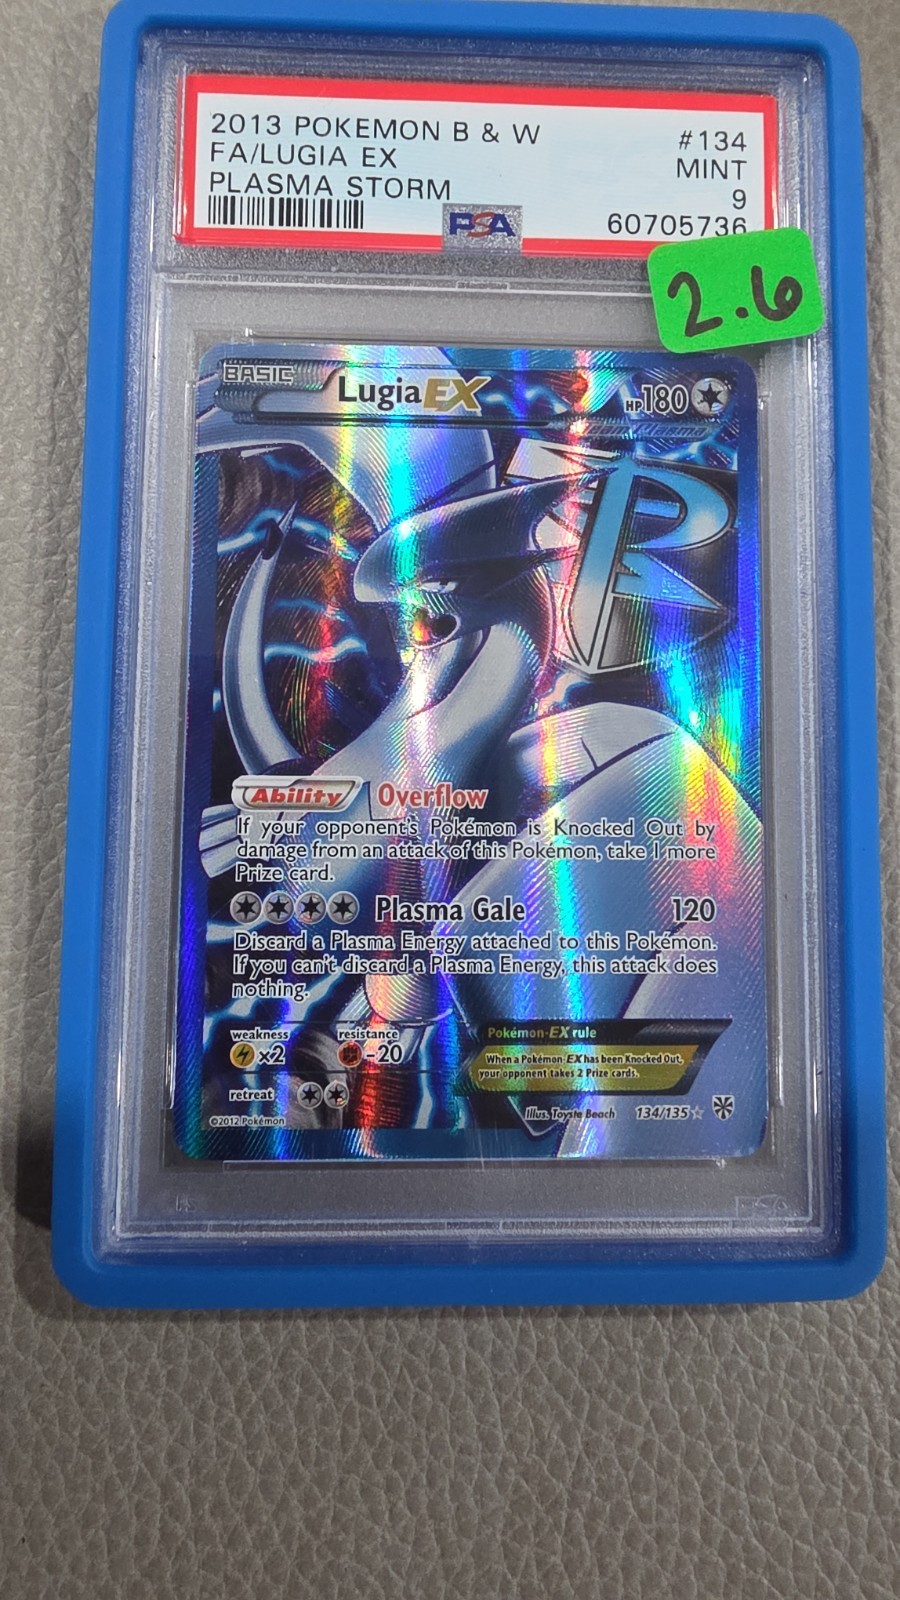 2013 POKEMON B & W
FA/LUGIA EX
PLASMA STORM
#134
MINT
9
60705736
PSA
2.6
BASIC
Lugia EX
HP180
Ability Overflow
If your opponent's Pokémon is Knocked Out by
damage from an attack of this Pokémon, take 1 more
Prize card.
Plasma Gale 120
Discard a Plasma Energy attached to this Pokémon.
If you can't discard a Plasma Energy, this attack does
nothing.
weakness
×2
resistance
-20
retreat
Pokémon-EX rule
When a Pokémon-EX has been Knocked Out,
your opponent takes 2 Prize cards.
©2012 Pokémon
Illus. Toyste Beach
134/135